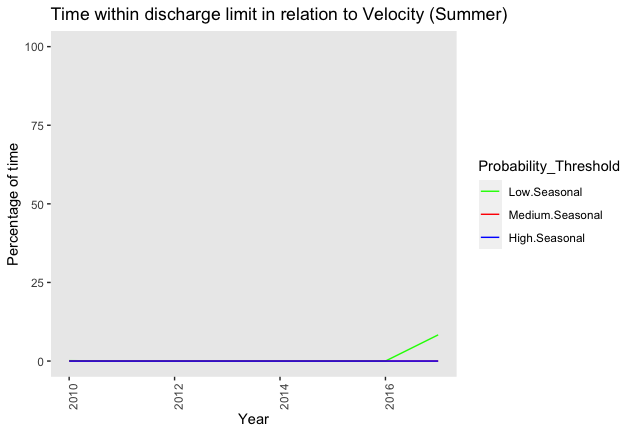 Time within discharge limit in relation to Velocity (Summer)
Percentage of time
100
75
50
25
0
2010
2012
2014
2016
Year
Probability_Threshold
Low.Seasonal
Medium.Seasonal
High.Seasonal